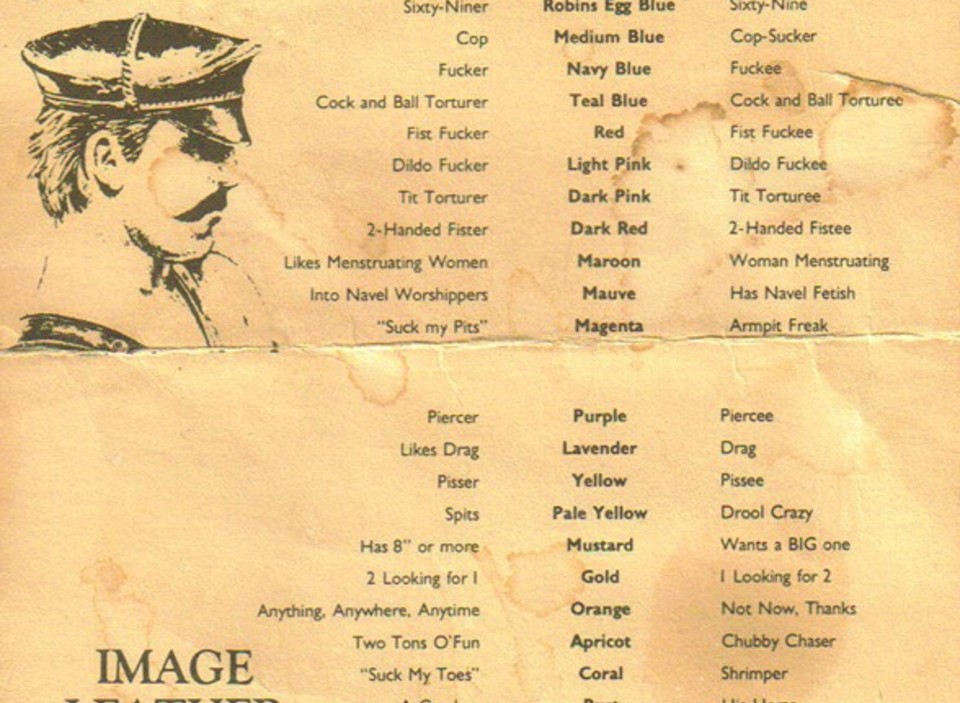 Sixty-Niner Robins Egg Blue Sixty-Nine
Cop Medium Blue Cop-Sucker
Fucker Navy Blue Fuckee
Cock and Ball Torturer Teal Blue Cock and Ball Torturee
Fist Fucker Red Fist Fuckee
Dildo Fucker Light Pink Dildo Fuckee
Tit Torturer Dark Pink Tit Torturee
2-Handed Fister Dark Red 2-Handed Fistee
Likes Menstruating Women Maroon Woman Menstruating
Into Navel Worshippers Mauve Has Navel Fetish
"Suck my Pits" Magenta Armpit Freak
Piercer Purple Piercee
Likes Drag Lavender Drag
Pisser Yellow Pissee
Spits Pale Yellow Drool Crazy
Has 8" or more Mustard Wants a BIG one
2 Looking for 1 Gold 1 Looking for 2
Anything, Anywhere, Anytime Orange Not Now, Thanks
Two Tons O'Fun Apricot Chubby Chaser
"Suck My Toes" Coral Shrimper
IMAGE
LEATHER